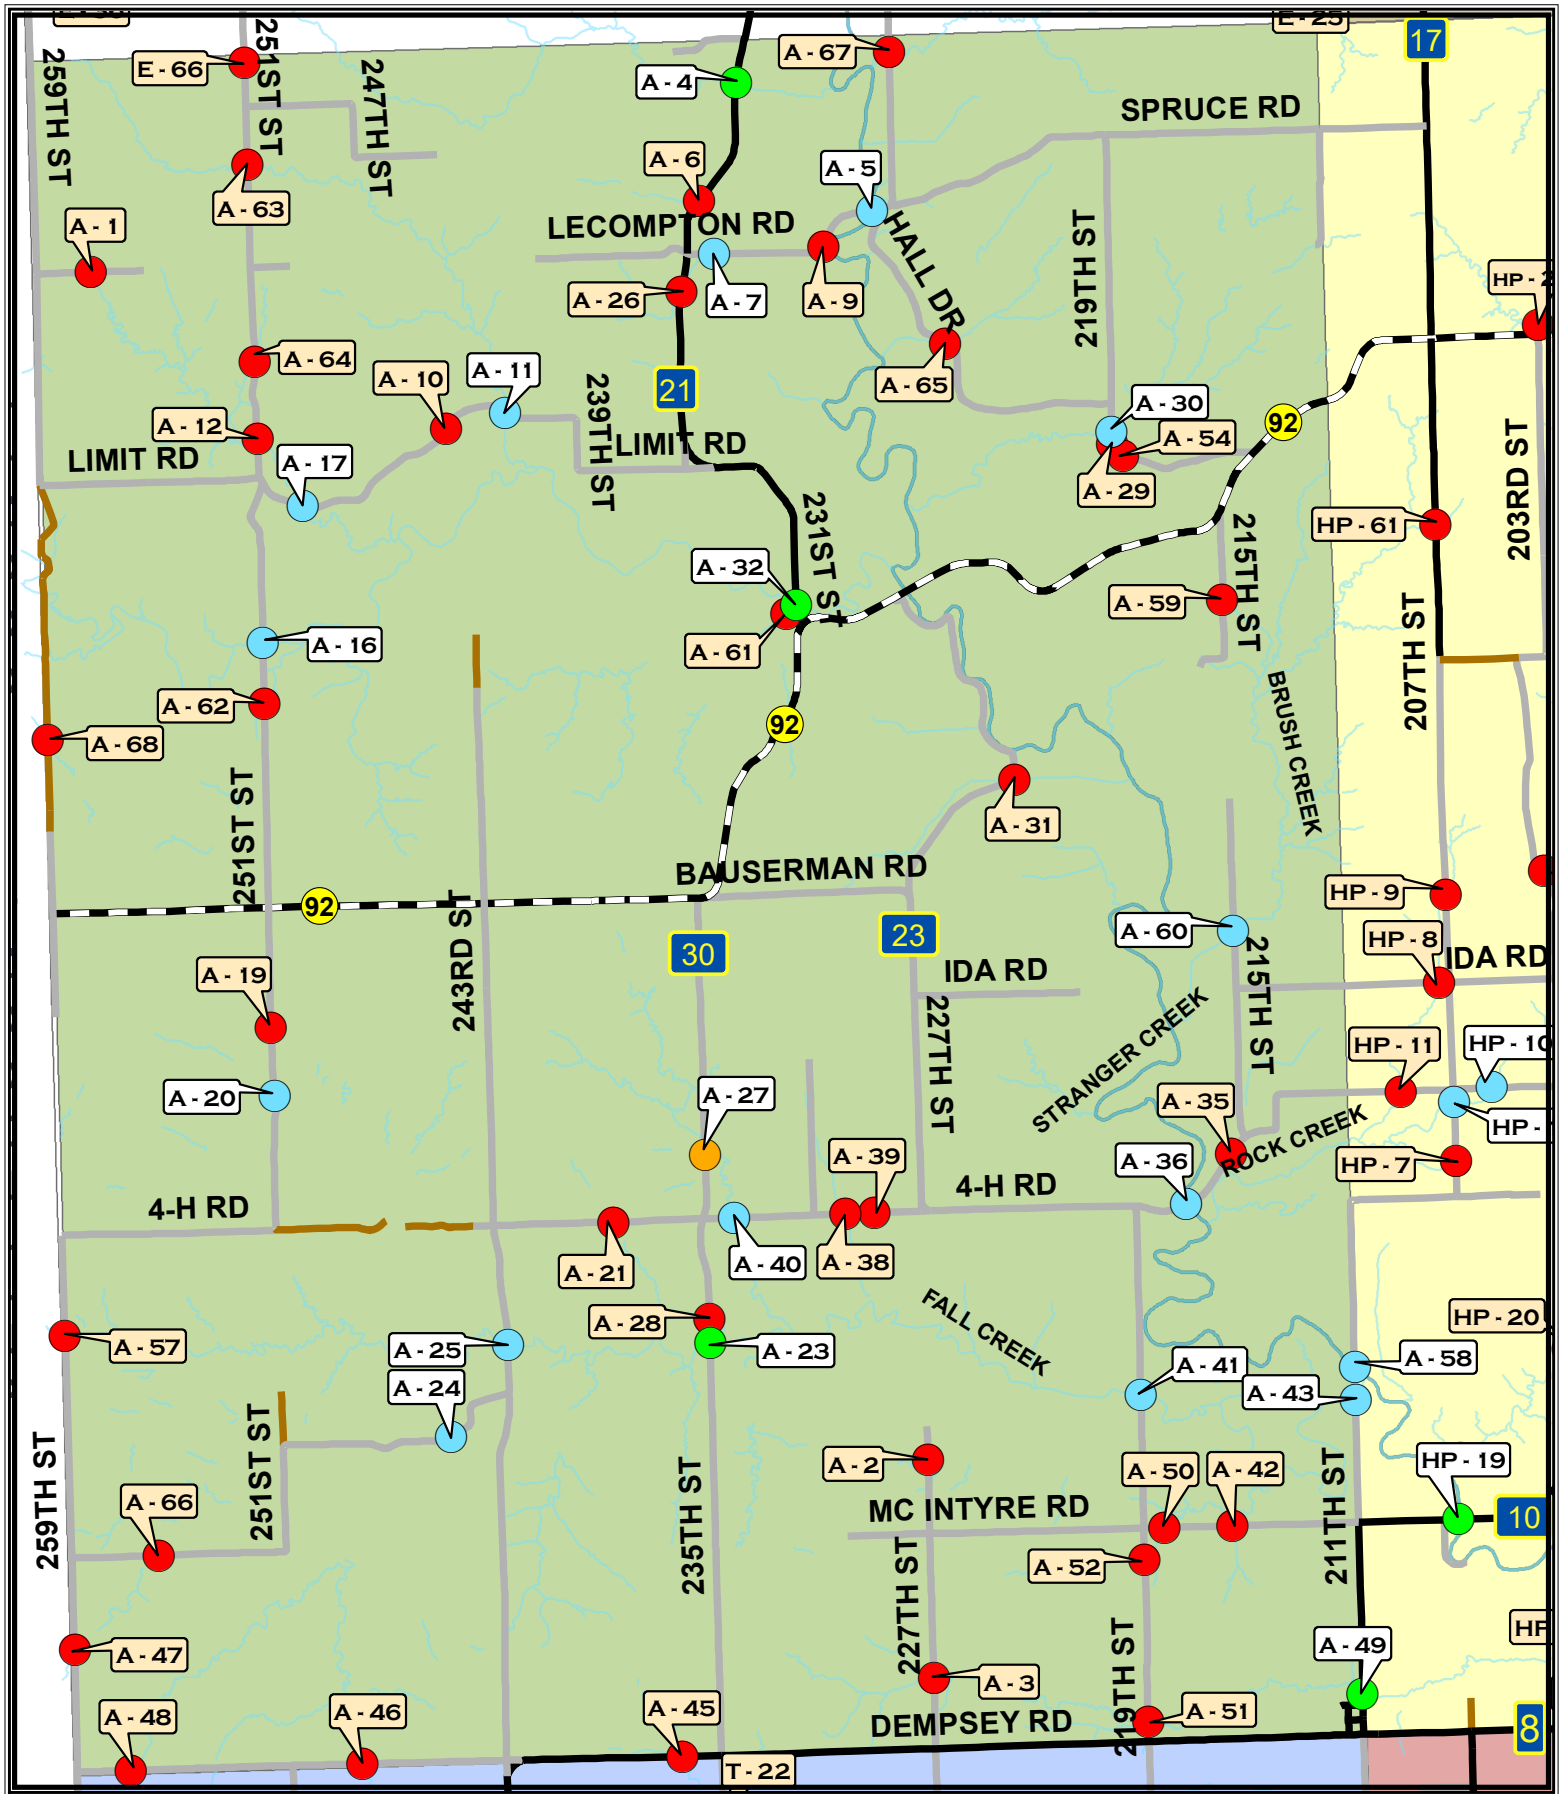 E - 25
17
259TH ST
251ST ST
247TH ST
E - 66
A - 4
A - 67
SPRUCE RD
A - 6
A - 5
A - 63
A - 1
LECOMPTON RD
HALL DR
219TH ST
A - 26
A - 7
A - 9
HP - 2
A - 64
A - 10
A - 11
A - 65
21
239TH ST
A - 30
92
A - 12
LIMIT RD
A - 17
LIMIT RD
A - 54
A - 29
203RD ST
231ST ST
215TH ST
HP - 61
A - 32
A - 59
207TH ST
A - 16
A - 61
A - 62
A - 68
92
BRUSH CREEK
251ST ST
A - 31
BAUSERMAN RD
92
243RD ST
HP - 9
30
23
A - 60
HP - 8
IDA RD
IDA RD
A - 19
227TH ST
215TH ST
STRANGER CREEK
HP - 11
HP - 10
A - 20
A - 27
A - 35
ROCK CREEK
HP -
A - 39
A - 36
HP - 7
4-H RD
4-H RD
A - 21
A - 40
A - 38
FALL CREEK
HP - 20
A - 28
A - 57
A - 25
A - 23
A - 58
A - 24
A - 41
A - 43
259TH ST
251ST ST
235TH ST
A - 2
A - 50
A - 42
211TH ST
HP - 19
A - 66
MC INTYRE RD
10
227TH ST
A - 52
A - 47
219TH ST
A - 49
HP
A - 3
A - 48
A - 46
A - 45
DEMPSEY RD
A - 51
8
T - 22